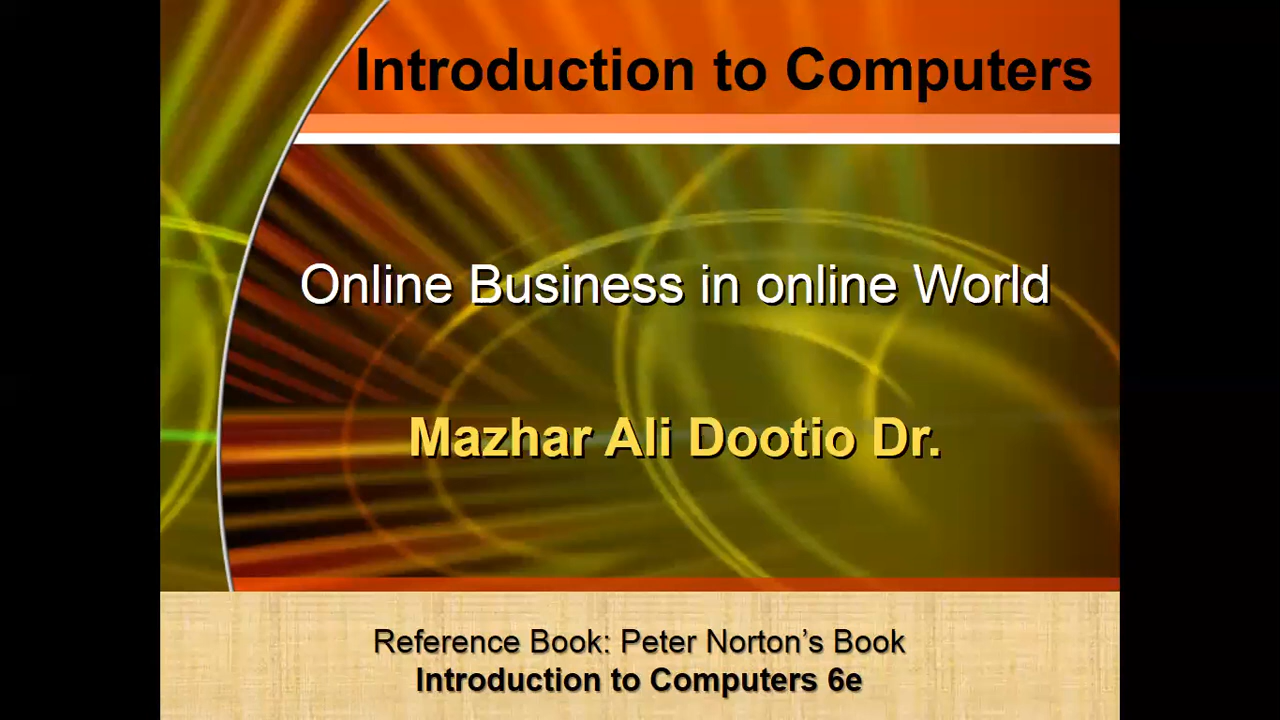 Introduction to Computers
Online Business in online World
Mazhar Ali Dootio Dr.
Reference Book: Peter Norton’s Book
Introduction to Computers 6e